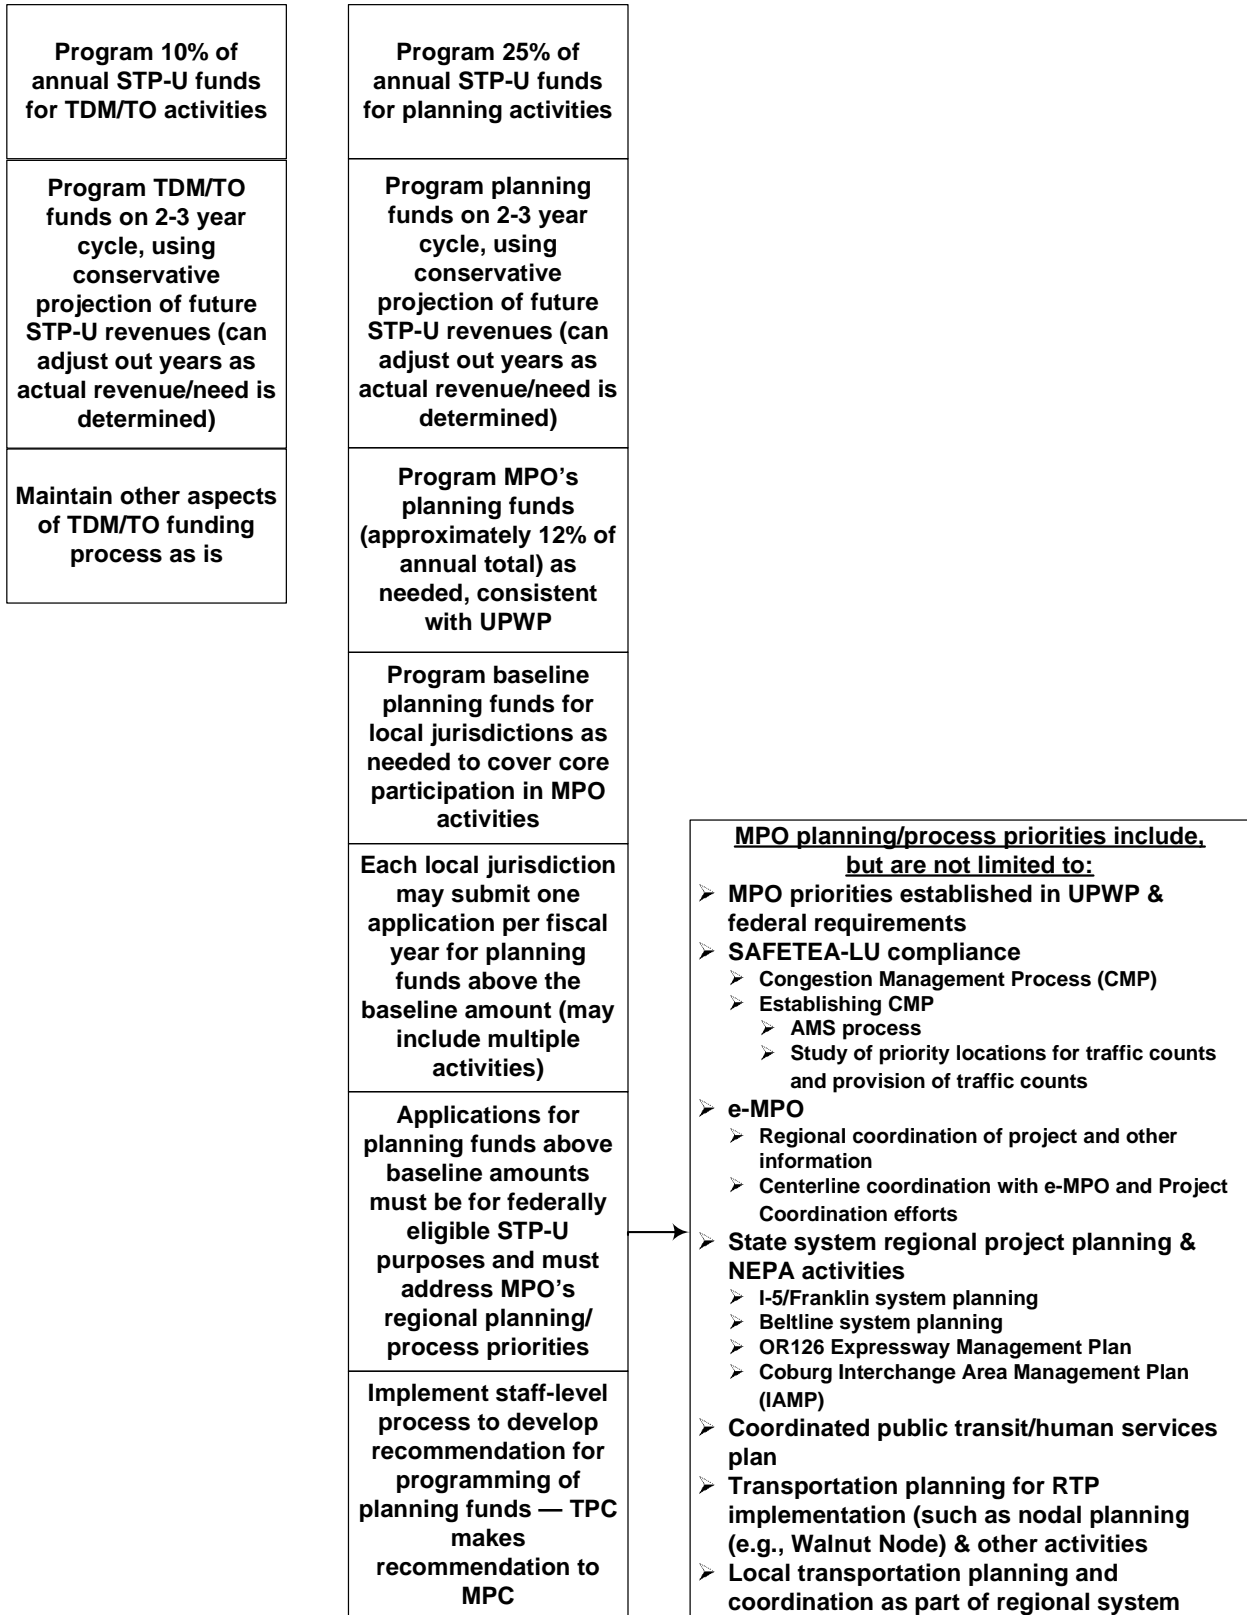 Program 10% of
annual STP-U funds
for TDM/TO activities
Program TDM/TO
funds on 2-3 year
cycle, using
conservative
projection of future
STP-U revenues (can
adjust out years as
actual revenue/need is
determined)
Maintain other aspects
of TDM/TO funding
process as is
Program 25% of
annual STP-U funds
for planning activities
Program planning
funds on 2-3 year
cycle, using
conservative
projection of future
STP-U revenues (can
adjust out years as
actual revenue/need is
determined)
Program MPO’s
planning funds
(approximately 12% of
annual total) as
needed, consistent
with UPWP
Program baseline
planning funds for
local jurisdictions as
needed to cover core
participation in MPO
activities
Each local jurisdiction
may submit one
application per fiscal
year for planning
funds above the
baseline amount (may
include multiple
activities)
Applications for
planning funds above
baseline amounts
must be for federally
eligible STP-U
purposes and must
address MPO’s
regional planning/
process priorities
Implement staff-level
process to develop
recommendation for
programming of
planning funds — TPC
makes
recommendation to
MPC
MPO planning/process priorities include,
but are not limited to:
➢ MPO priorities established in UPWP &
federal requirements
➢ SAFETEA-LU compliance
➢ Congestion Management Process (CMP)
➢ Establishing CMP
➢ AMS process
➢ Study of priority locations for traffic counts
and provision of traffic counts
➢ e-MPO
➢ Regional coordination of project and other
information
➢ Centerline coordination with e-MPO and Project
Coordination efforts
➢ State system regional project planning &
NEPA activities
➢ I-5/Franklin system planning
➢ Beltline system planning
➢ OR126 Expressway Management Plan
➢ Coburg Interchange Area Management Plan
(IAMP)
➢ Coordinated public transit/human services
plan
➢ Transportation planning for RTP
implementation (such as nodal planning
(e.g., Walnut Node) & other activities
➢ Local transportation planning and
coordination as part of regional system